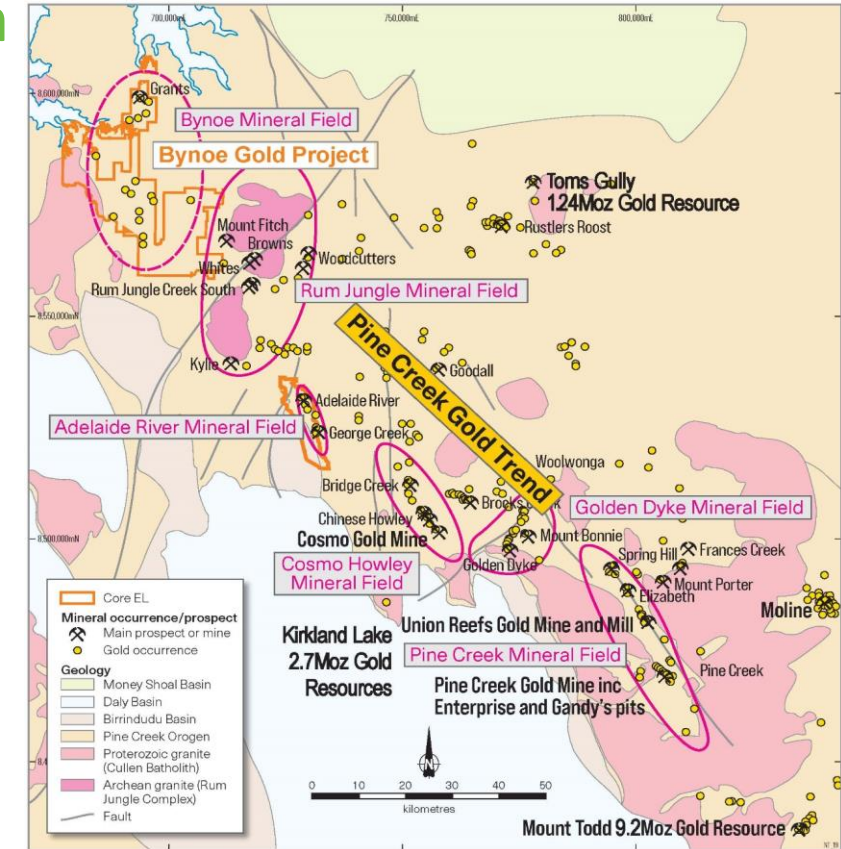 700,000mE
750,000mE
800,000mE
8,600,000mN
Grants
Bynoe Mineral Field
Bynoe Gold Project
Toms Gully
1.24Moz Gold Resource
Rustlers Roost
Mount Fitch
Browns
Woodcutters
Whites
Rum Jungle Creek South
Rum Jungle Mineral Field
8,550,000mN
Pine Creek Gold Trend
Kylie
Goodall
Adelaide River
Adelaide River Mineral Field
George Creek
Woolwonga
Bridge Creek
Golden Dyke Mineral Field
Chinese Howley
Mount Bonnie
8,500,000mN
Cosmo Gold Mine
Spring Hill
Frances Creek
Cosmo Howley
Mineral Field
Golden Dyke
Mount Porter
Elizabeth
Moline
Union Reefs Gold Mine and Mill
Kirkland Lake
2.7Moz Gold
Resources
Pine Creek Mineral Field
Pine Creek
Pine Creek Gold Mine inc
Enterprise and Gandy's pits
Core EL
Mineral occurrence/prospect
Main prospect or mine
Gold occurrence
Geology
Money Shoal Basin
Daly Basin
Birrindudu Basin
Pine Creek Orogen
Proterozoic granite
(Cullen Batholith)
Archean granite (Rum
Jungle Complex)
Fault
N
0 10 20 30 40 50
kilometres
Mount Todd 9.2Moz Gold Resource